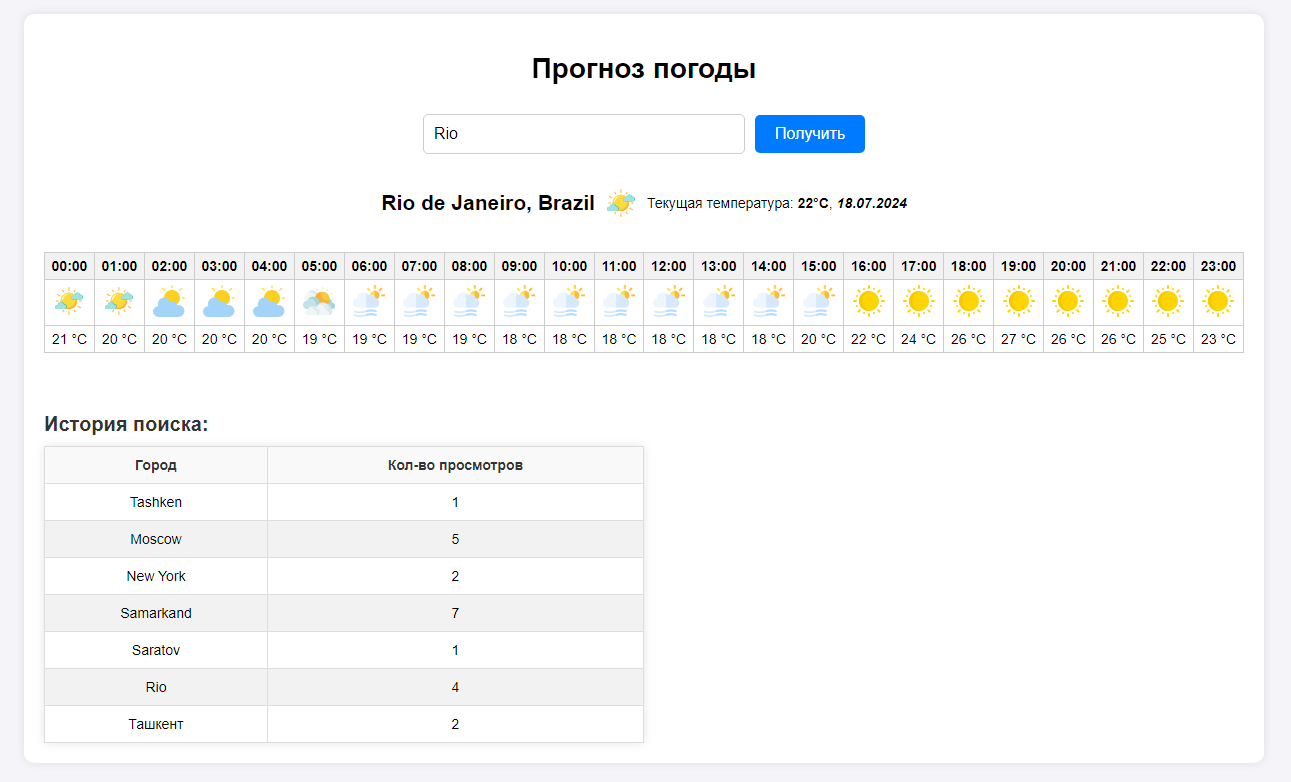 Прогноз погоды
Rio Получить
Rio de Janeiro, Brazil Текущая температура: 22°C, 18.07.2024
00:00 01:00 02:00 03:00 04:00 05:00 06:00 07:00 08:00 09:00 10:00 11:00 12:00 13:00 14:00 15:00 16:00 17:00 18:00 19:00 20:00 21:00 22:00 23:00
21 °C 20 °C 20 °C 20 °C 20 °C 19 °C 19 °C 19 °C 19 °C 18 °C 18 °C 18 °C 18 °C 18 °C 18 °C 20 °C 22 °C 24 °C 26 °C 27 °C 26 °C 26 °C 25 °C 23 °C
История поиска:
Город Кол-во просмотров
Tashken 1
Moscow 5
New York 2
Samarkand 7
Saratov 1
Rio 4
Ташкент 2